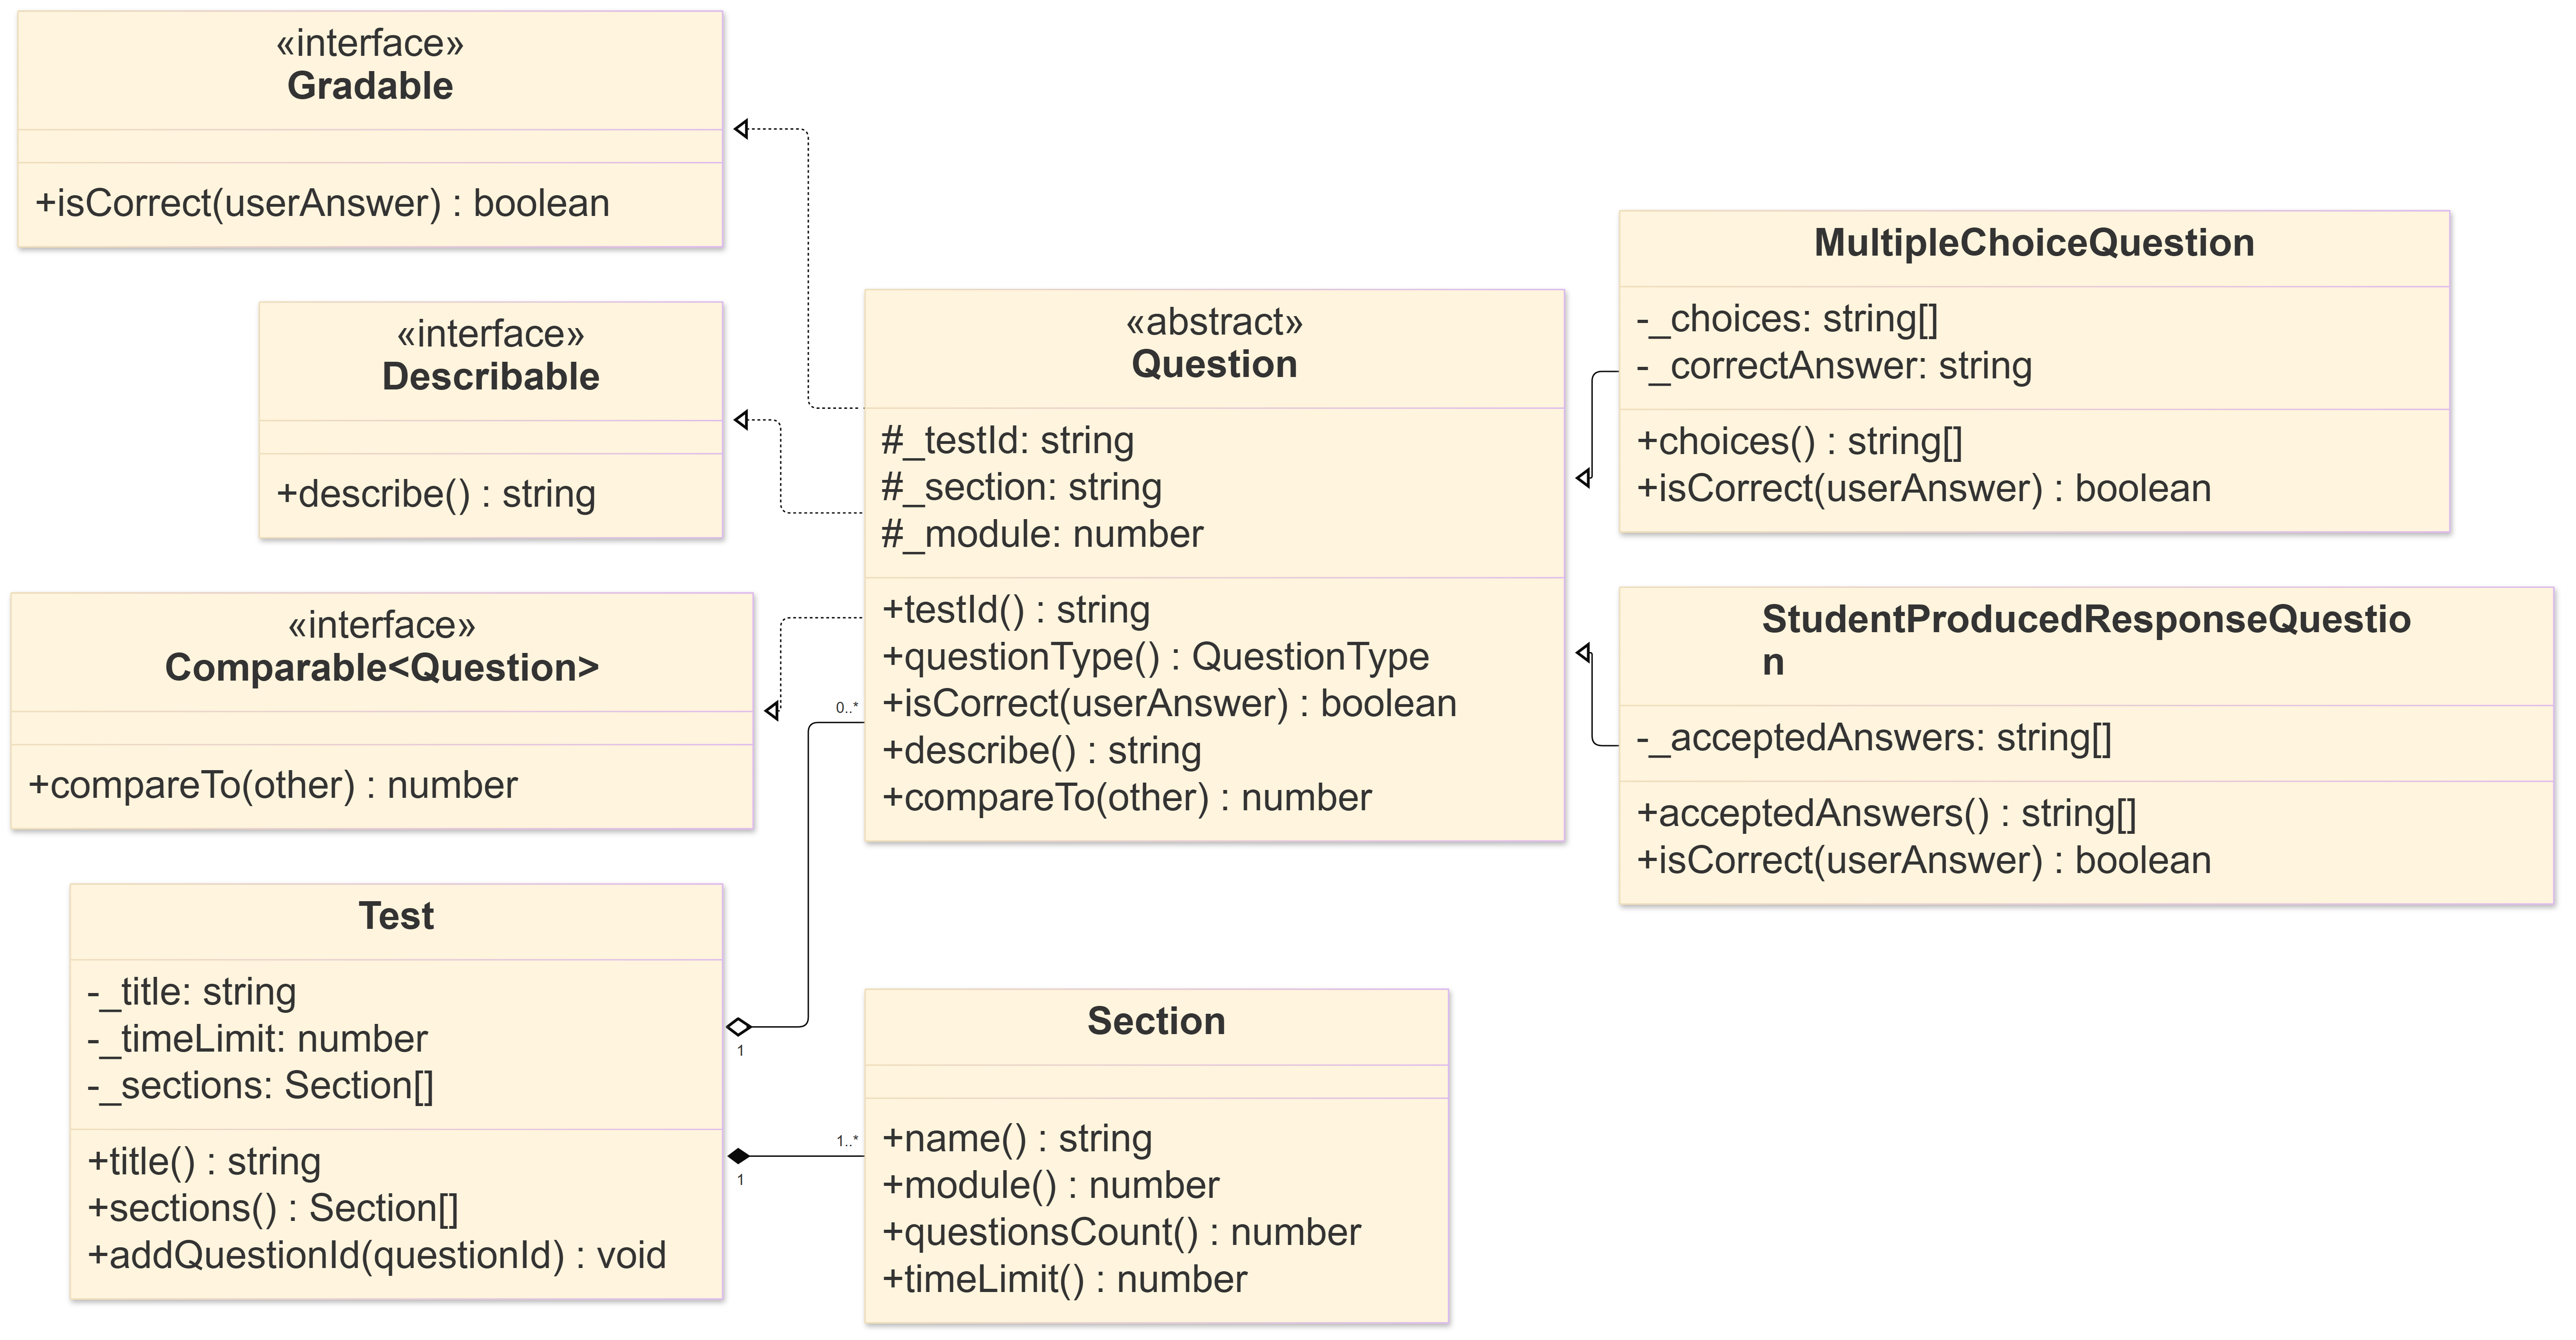 «interface»
Gradable
+isCorrect(userAnswer) : boolean
«interface»
Describable
+describe() : string
«interface»
Comparable<Question>
+compareTo(other) : number
Test
-_title: string
-_timeLimit: number
-_sections: Section[]
+title() : string
+sections() : Section[]
+addQuestionId(questionId) : void
0..*
1
1..*
1
«abstract»
Question
#_testId: string
#_section: string
#_module: number
+testId() : string
+questionType() : QuestionType
+isCorrect(userAnswer) : boolean
+describe() : string
+compareTo(other) : number
Section
+name() : string
+module() : number
+questionsCount() : number
+timeLimit() : number
MultipleChoiceQuestion
-_choices: string[]
-_correctAnswer: string
+choices() : string[]
+isCorrect(userAnswer) : boolean
StudentProducedResponseQuestio
n
-_acceptedAnswers: string[]
+acceptedAnswers() : string[]
+isCorrect(userAnswer) : boolean